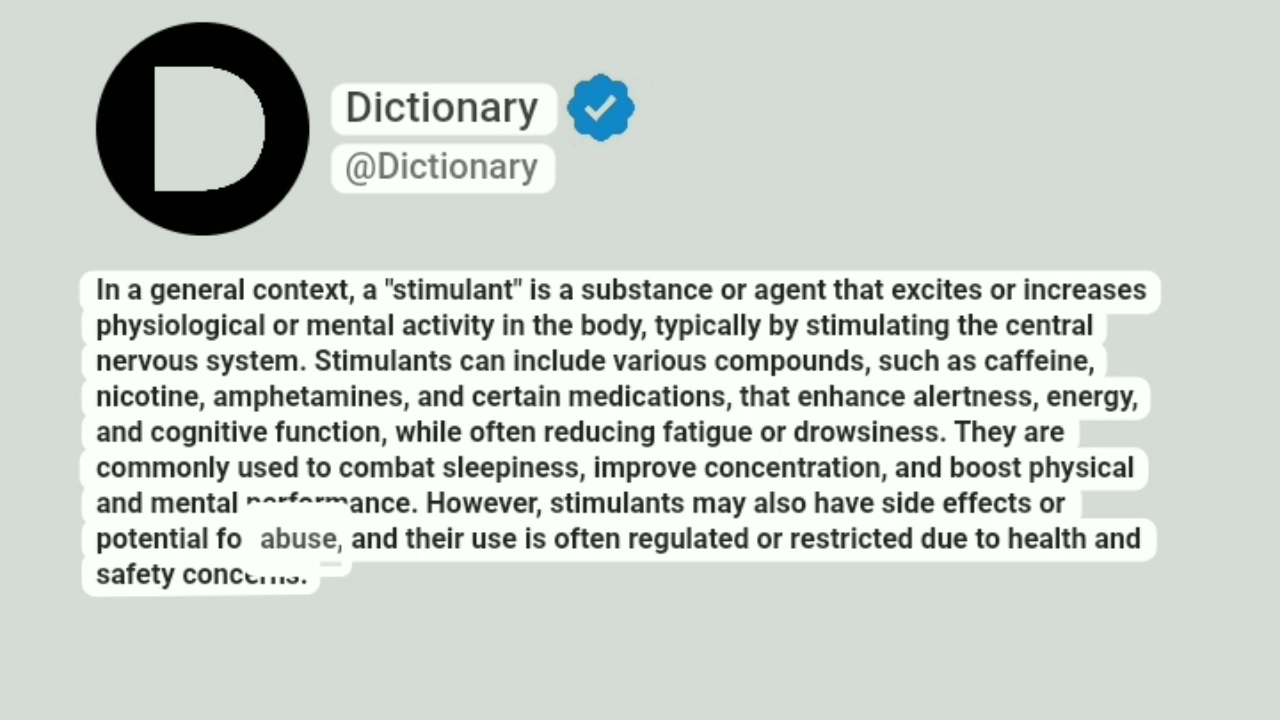 D
Dictionary
@Dictionary
In a general context, a "stimulant" is a substance or agent that excites or increases
physiological or mental activity in the body, typically by stimulating the central
nervous system. Stimulants can include various compounds, such as caffeine,
nicotine, amphetamines, and certain medications, that enhance alertness, energy,
and cognitive function, while often reducing fatigue or drowsiness. They are
commonly used to combat sleepiness, improve concentration, and boost physical
and mental performance. However, stimulants may also have side effects or
potential fo abuse, and their use is often regulated or restricted due to health and
safety concerns.